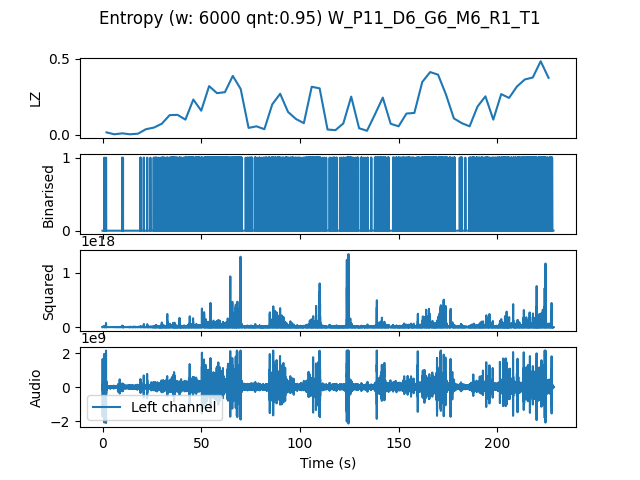 Entropy (w: 6000 qnt:0.95) W_P11_D6_G6_M6_R1_T1
0.5
LZ
0.0
1
Binarised
0
1e18
1
Squared
0
1e9
2
Audio
0
−2
Left channel
0 50 100 150 200
Time (s)